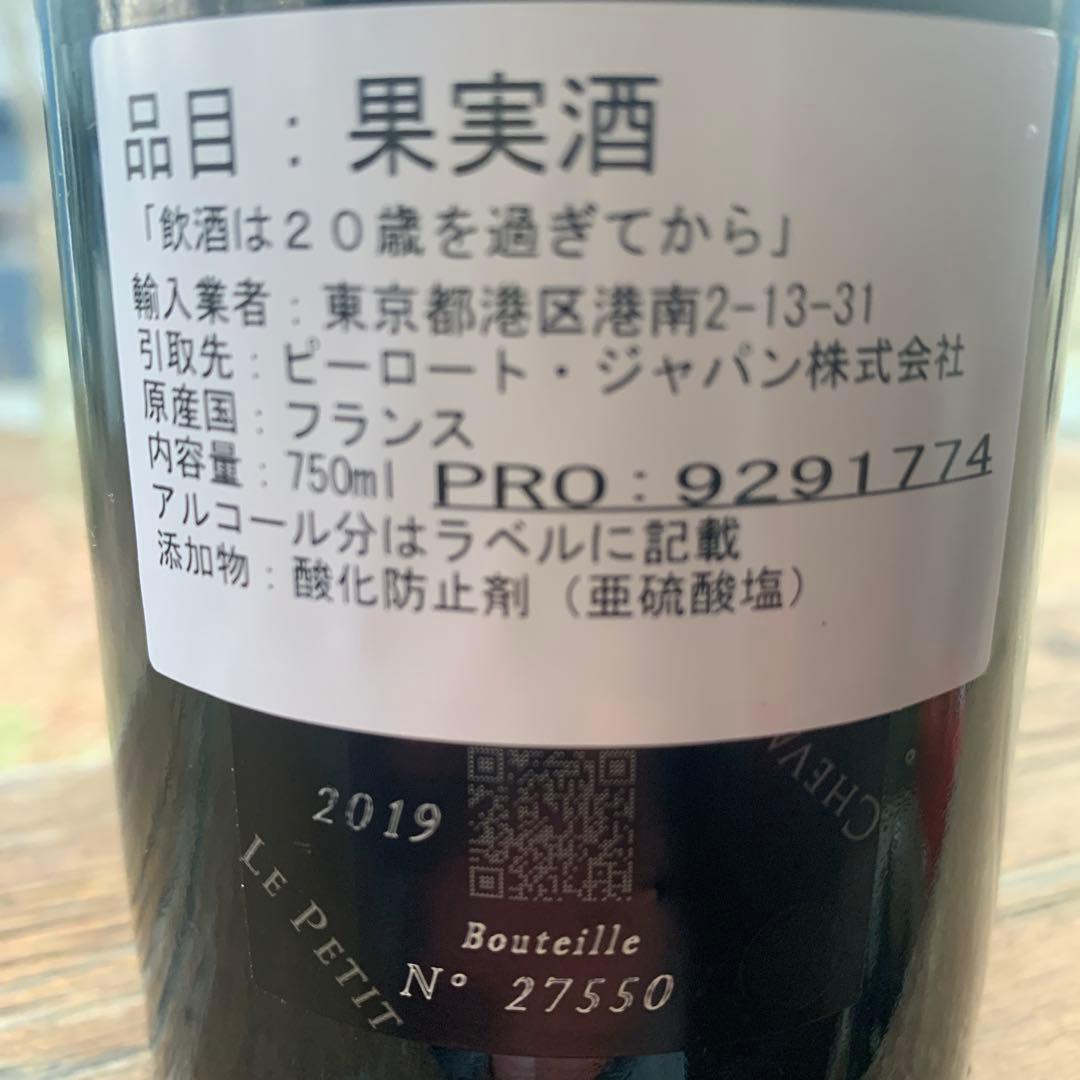 品目：果実酒
「飲酒は２０歳を過ぎてから」
輸入業者：東京都港区港南2-13-31
引取先：ピーロート・ジャパン株式会社
原産国：フランス
内容量：750ml PRO：9291774
アルコール分はラベルに記載
添加物：酸化防止剤（亜硫酸塩）
2019
LE PETIT
CHEVA
Bouteille
N° 27550